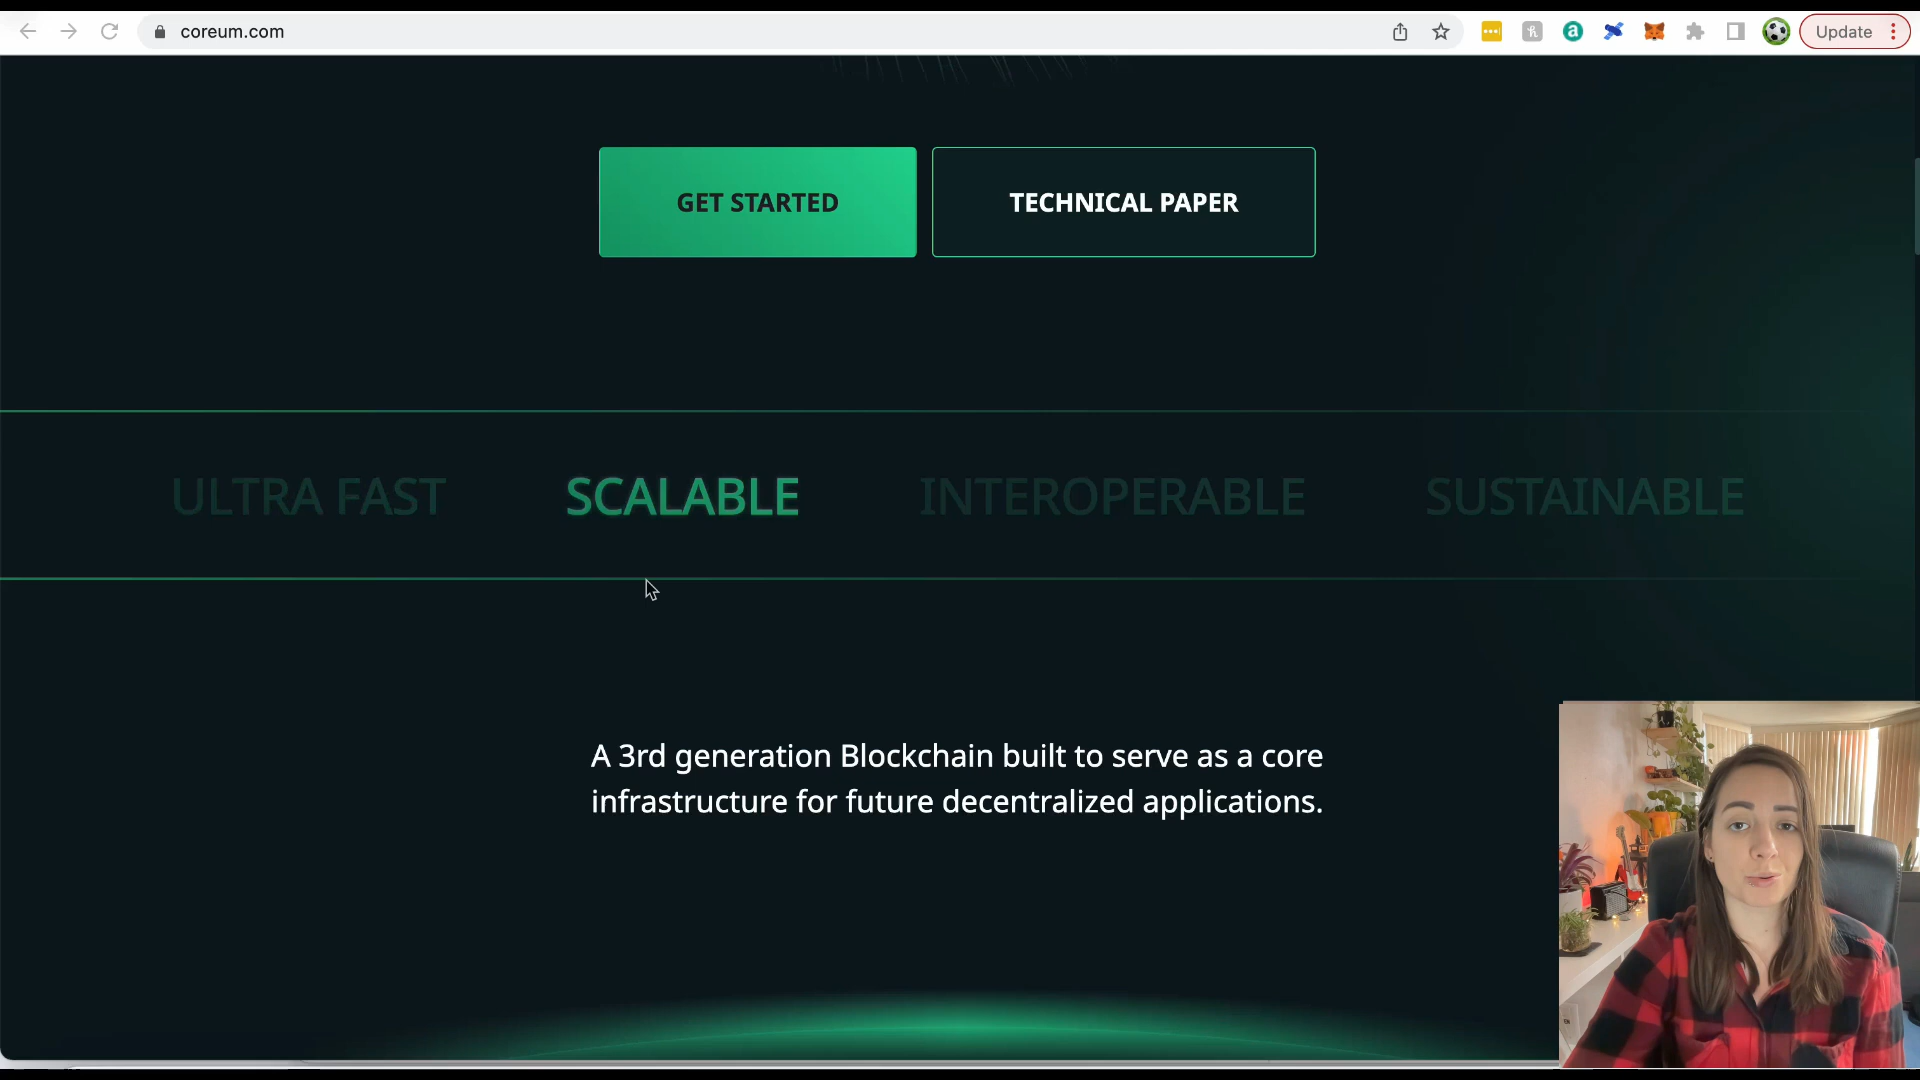 coreum.com
Update
GET STARTED
TECHNICAL PAPER
ULTRA FAST
SCALABLE
INTEROPERABLE
SUSTAINABLE
A 3rd generation Blockchain built to serve as a core
infrastructure for future decentralized applications.